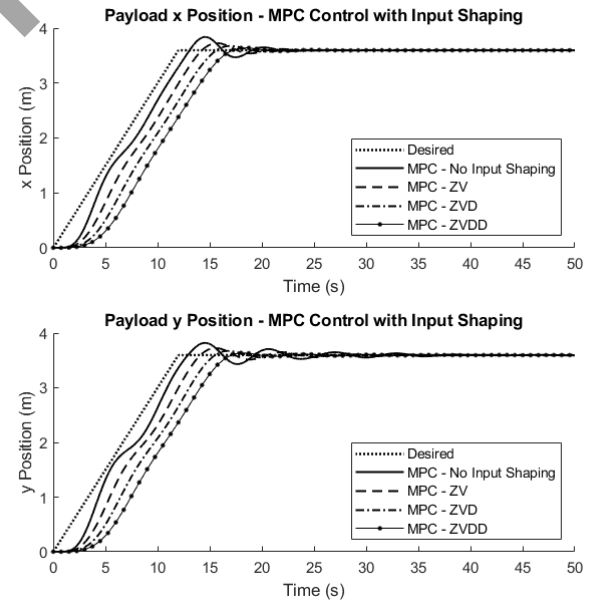 Payload x Position - MPC Control with Input Shaping
4
3
2
1
0
x Position (m)
Desired
MPC - No Input Shaping
MPC - ZV
MPC - ZVD
MPC - ZVDD
0 5 10 15 20 25 30 35 40 45 50
Time (s)
Payload y Position - MPC Control with Input Shaping
4
3
2
1
0
y Position (m)
Desired
MPC - No Input Shaping
MPC - ZV
MPC - ZVD
MPC - ZVDD
0 5 10 15 20 25 30 35 40 45 50
Time (s)